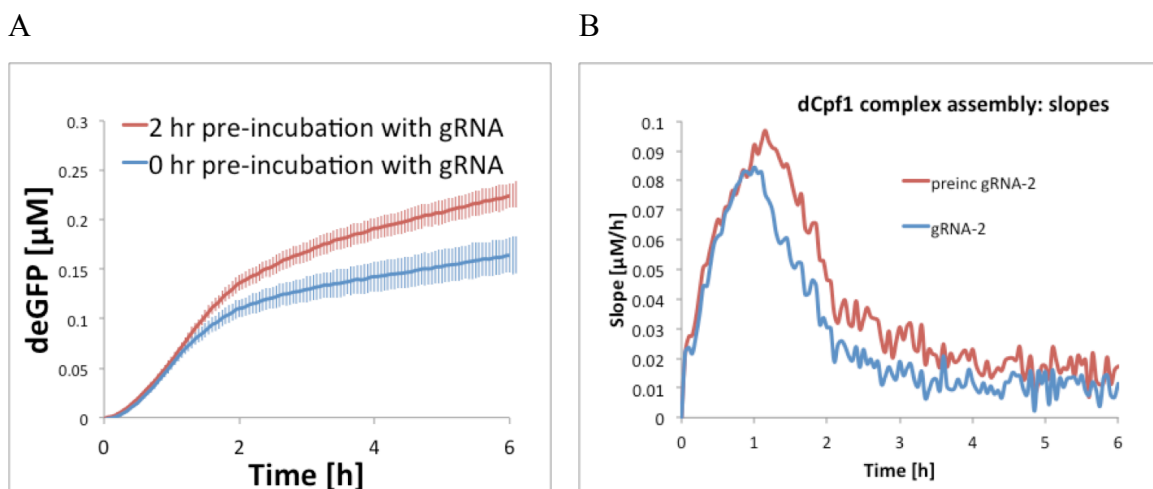 A
B
0.3
0.25
0.2
0.15
0.1
0.05
0
2 hr pre-incubation with gRNA
0 hr pre-incubation with gRNA
deGFP [µM]
0 2 4 6
Time [h]
dCpf1 complex assembly: slopes
0.1
0.09
0.08
0.07
0.06
0.05
0.04
0.03
0.02
0.01
0
preinc gRNA-2
gRNA-2
Slope [µM/h]
0 1 2 3 4 5 6
Time [h]